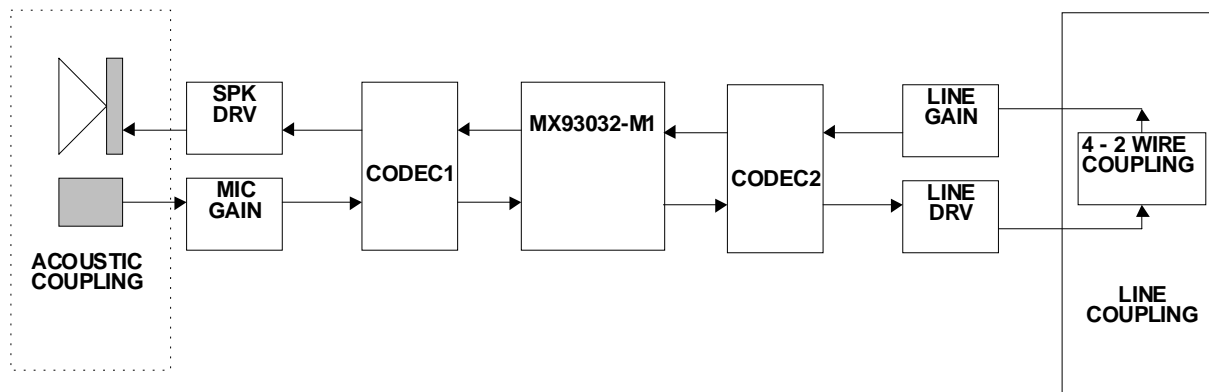 SPK
DRV
MIC
GAIN
ACOUSTIC
COUPLING
CODEC1
MX93032-M1
CODEC2
LINE
GAIN
LINE
DRV
4 - 2 WIRE
COUPLING
LINE
COUPLING